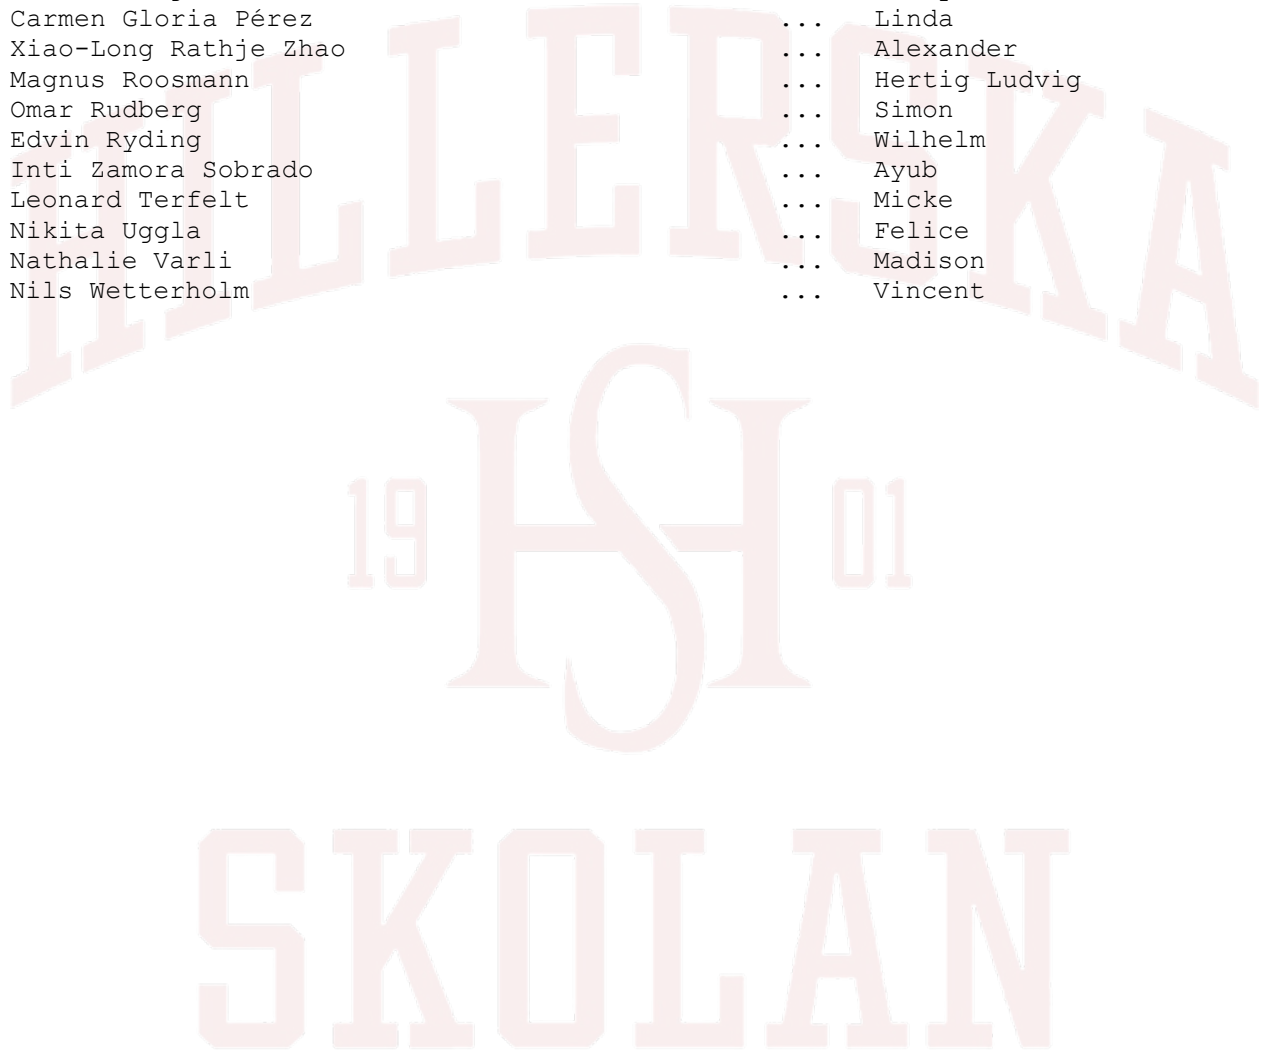 Carmen Gloria Pérez ... Linda
Xiao-Long Rathje Zhao ... Alexander
Magnus Roosmann ... Hertig Ludvig
Omar Rudberg ... Simon
Edvin Ryding ... Wilhelm
Inti Zamora Sobrado ... Ayub
Leonard Terfelt ... Micke
Nikita Uggla ... Felice
Nathalie Varli ... Madison
Nils Wetterholm ... Vincent
HILLERSKA
19 HS 01
SKOLAN